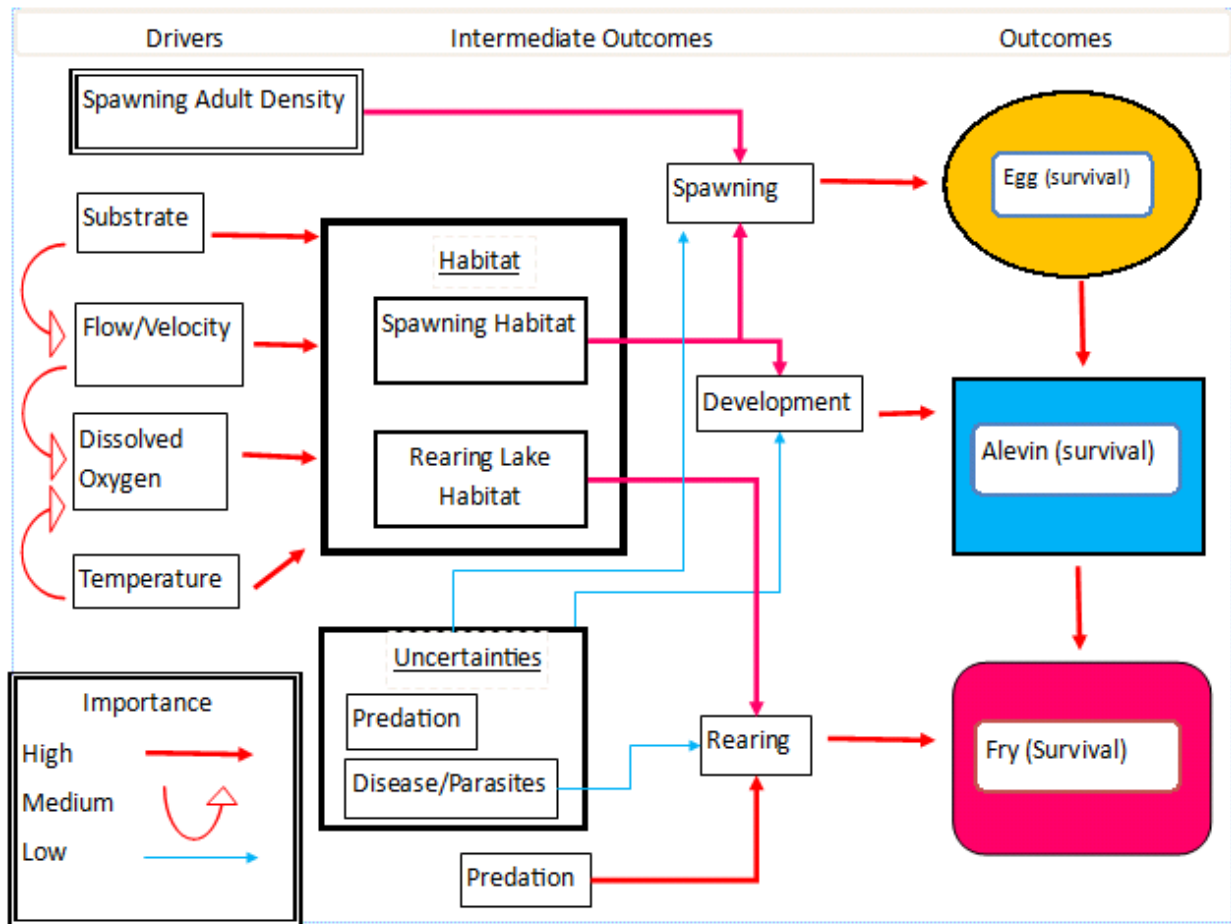 Drivers
Intermediate Outcomes
Outcomes
Spawning Adult Density
Spawning
Egg (survival)
Substrate
Habitat
Flow/Velocity
Spawning Habitat
Development
Alevin (survival)
Dissolved
Oxygen
Rearing Lake
Habitat
Temperature
Uncertainties
Predation
Disease/Parasites
Rearing
Fry (Survival)
Predation
Importance
High
Medium
Low